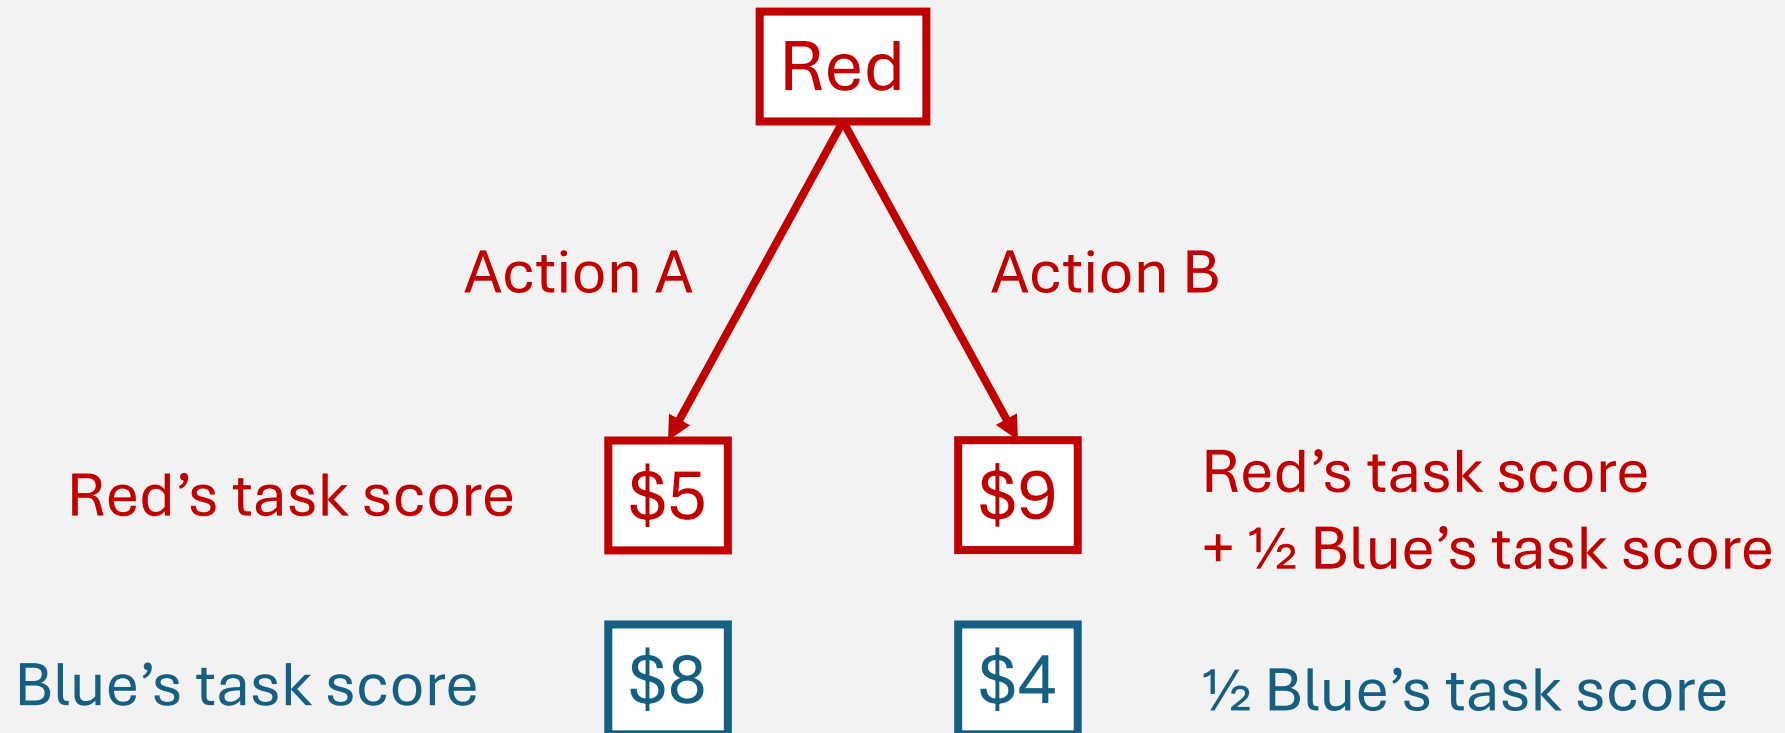 Red
Action A
Action B
Red’s task score
$5
$9
Red’s task score
+ ½ Blue’s task score
Blue’s task score
$8
$4
½ Blue’s task score